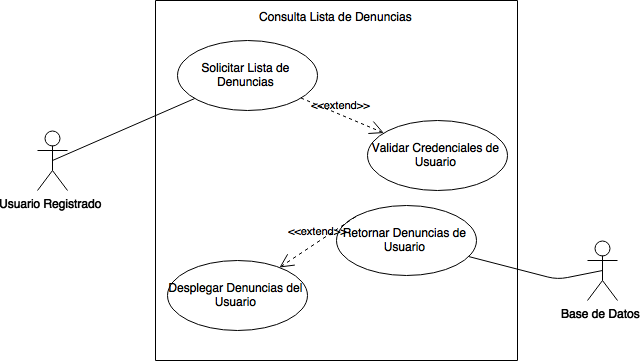 Consulta Lista de Denuncias
Solicitar Lista de
Denuncias
<<extend>>
Validar Credenciales de
Usuario
Usuario Registrado
<<extend>>
Retornar Denuncias de
Usuario
Desplegar Denuncias del
Usuario
Base de Datos